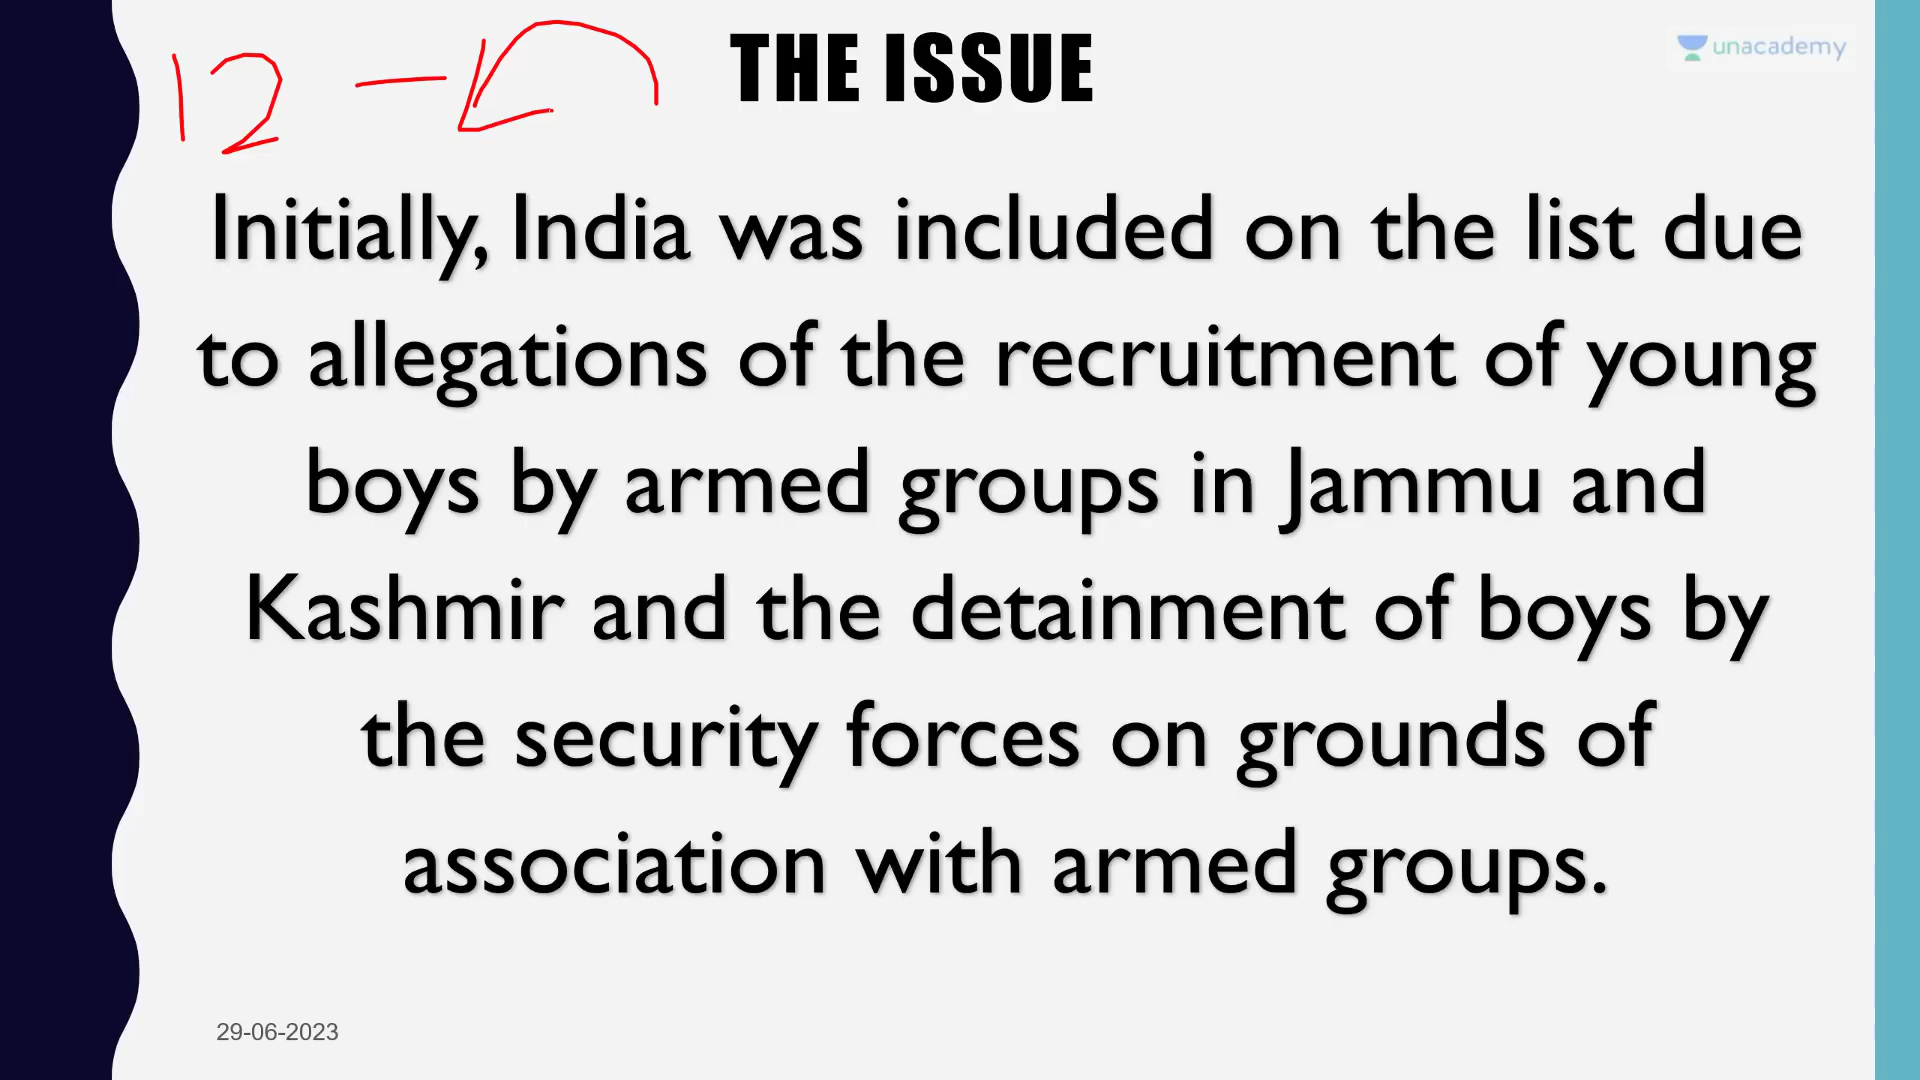 12 -
THE ISSUE
unacademy
Initially, India was included on the list due
to allegations of the recruitment of young
boys by armed groups in Jammu and
Kashmir and the detainment of boys by
the security forces on grounds of
association with armed groups.
29-06-2023